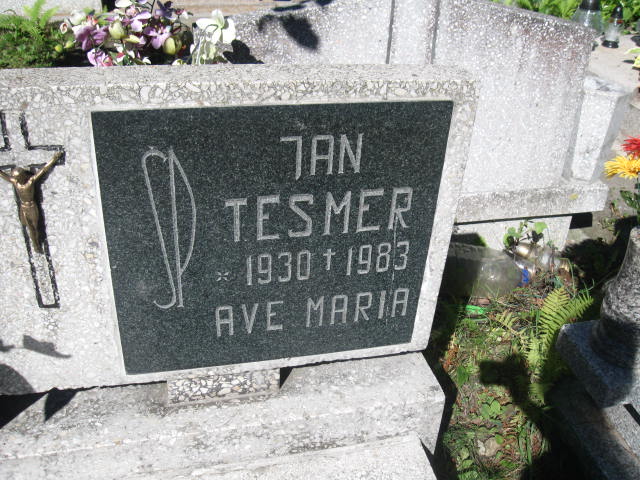 JAN
TESMER
* 1930 † 1983
AVE MARIA